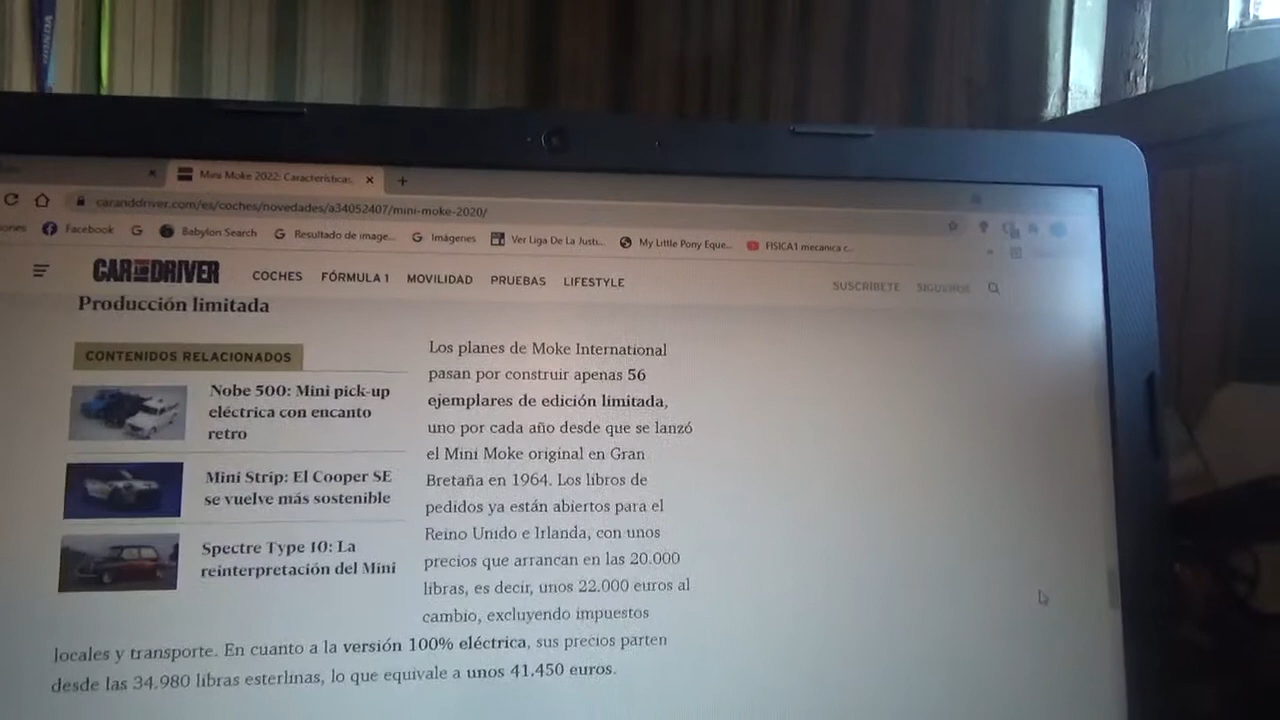 Mini Moke 2022: Características,
caranddriver.com/es/coches/novedades/a34052407/mini-moke-2020/
Facebook
Babylon Search
Resultado de image...
Imágenes
Ver Liga De La Justi...
My Little Pony Eque...
FISICA1 mecanica c...
CAR AND DRIVER
COCHES
FÓRMULA 1
MOVILIDAD
PRUEBAS
LIFESTYLE
SUSCRÍBETE
SIGUENOS
Producción limitada
CONTENIDOS RELACIONADOS
Nobe 500: Mini pick-up
eléctrica con encanto
retro
Mini Strip: El Cooper SE
se vuelve más sostenible
Spectre Type 10: La
reinterpretación del Mini
Los planes de Moke International
pasan por construir apenas 56
ejemplares de edición limitada,
uno por cada año desde que se lanzó
el Mini Moke original en Gran
Bretaña en 1964. Los libros de
pedidos ya están abiertos para el
Reino Unido e Irlanda, con unos
precios que arrancan en las 20.000
libras, es decir, unos 22.000 euros al
cambio, excluyendo impuestos
locales y transporte. En cuanto a la versión 100% eléctrica, sus precios parten
desde las 34.980 libras esterlinas, lo que equivale a unos 41.450 euros.